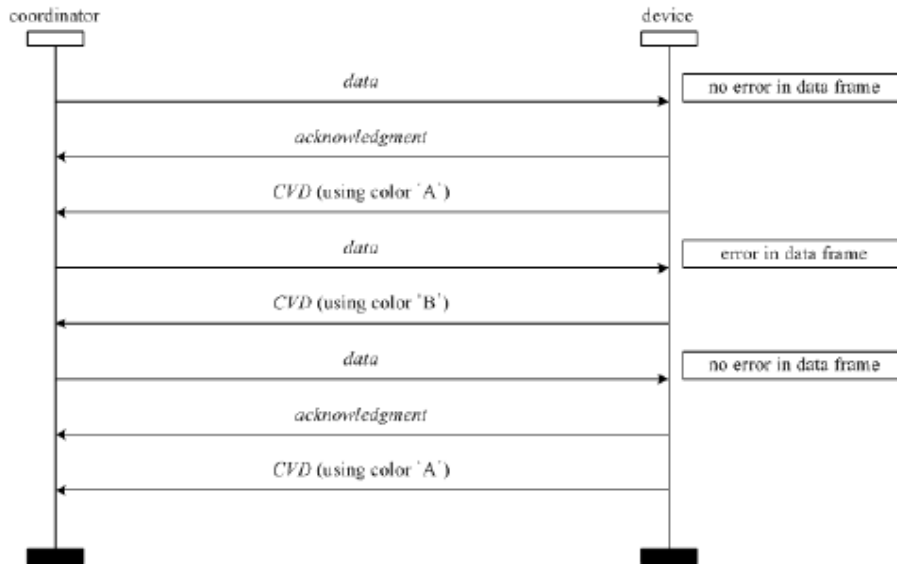 coordinator
device
data
no error in data frame
acknowledgment
CVD (using color 'A')
data
error in data frame
CVD (using color 'B')
data
no error in data frame
acknowledgment
CVD (using color 'A')